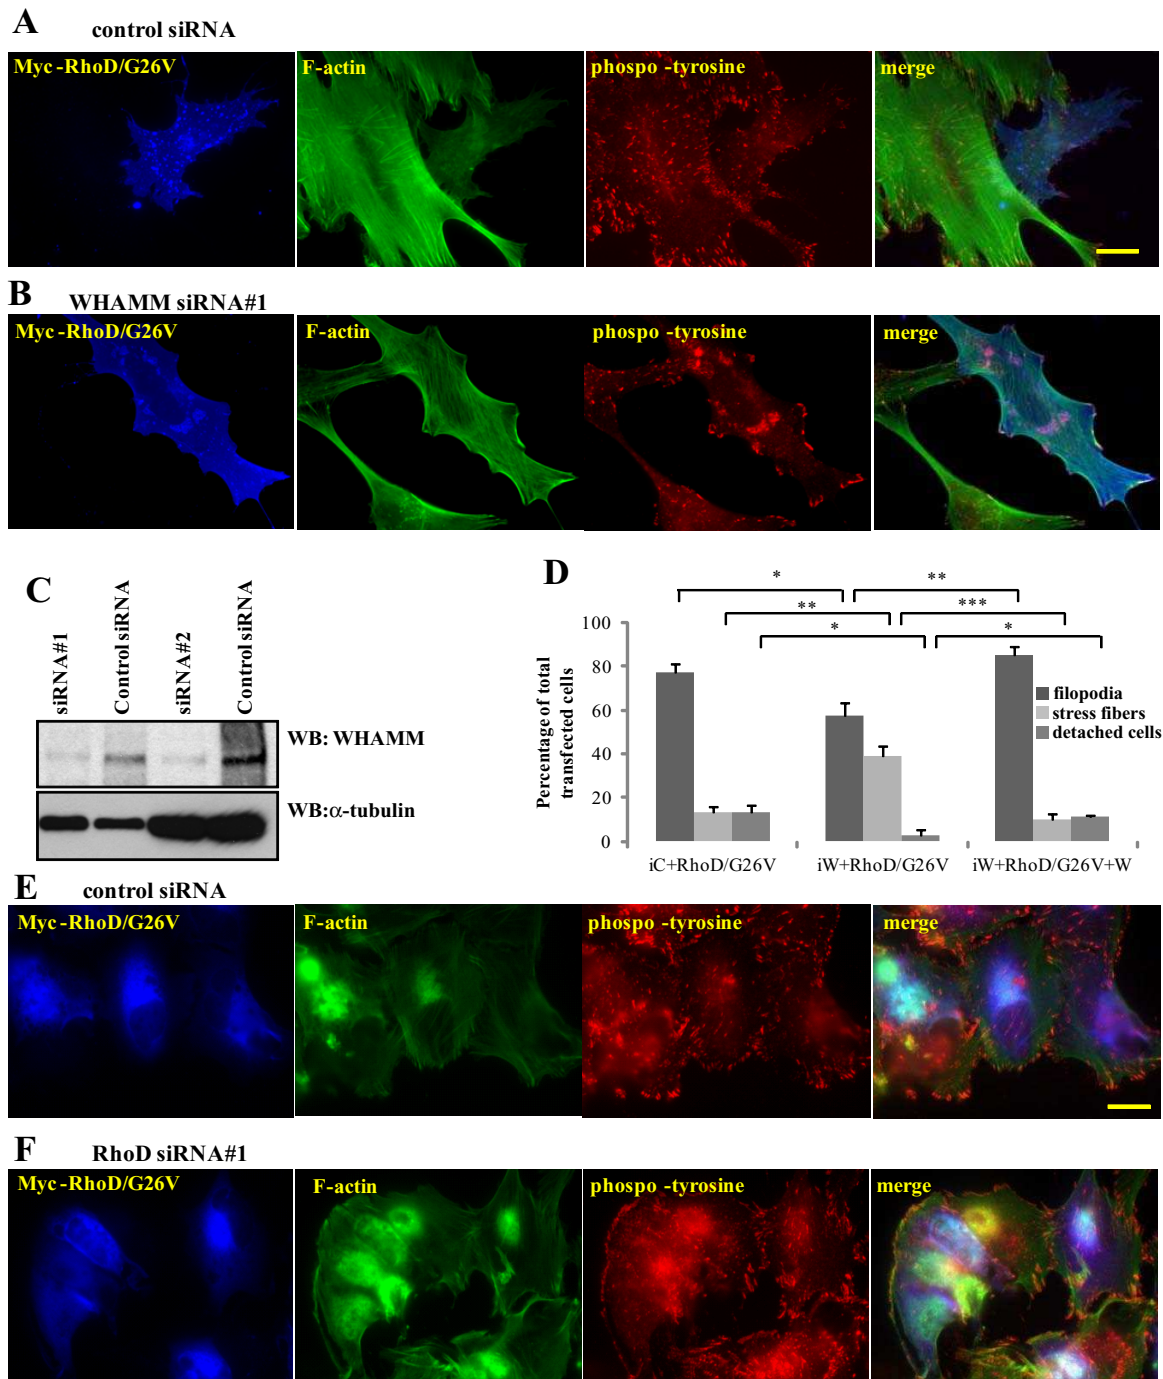 A
control siRNA
Myc-RhoD/G26V
F-actin
phospo-tyrosine
merge
B
WHAMM siRNA#1
Myc-RhoD/G26V
F-actin
phospo-tyrosine
merge
C
siRNA#1
Control siRNA
siRNA#2
Control siRNA
WB: WHAMM
WB:α-tubulin
D
* **
** ***
* *
Percentage of total
transfected cells
100
80
60
40
20
0
filopodia
stress fibers
detached cells
iC+RhoD/G26V
iW+RhoD/G26V
iW+RhoD/G26V+W
E
control siRNA
Myc-RhoD/G26V
F-actin
phospo-tyrosine
merge
F
RhoD siRNA#1
Myc-RhoD/G26V
F-actin
phospo-tyrosine
merge